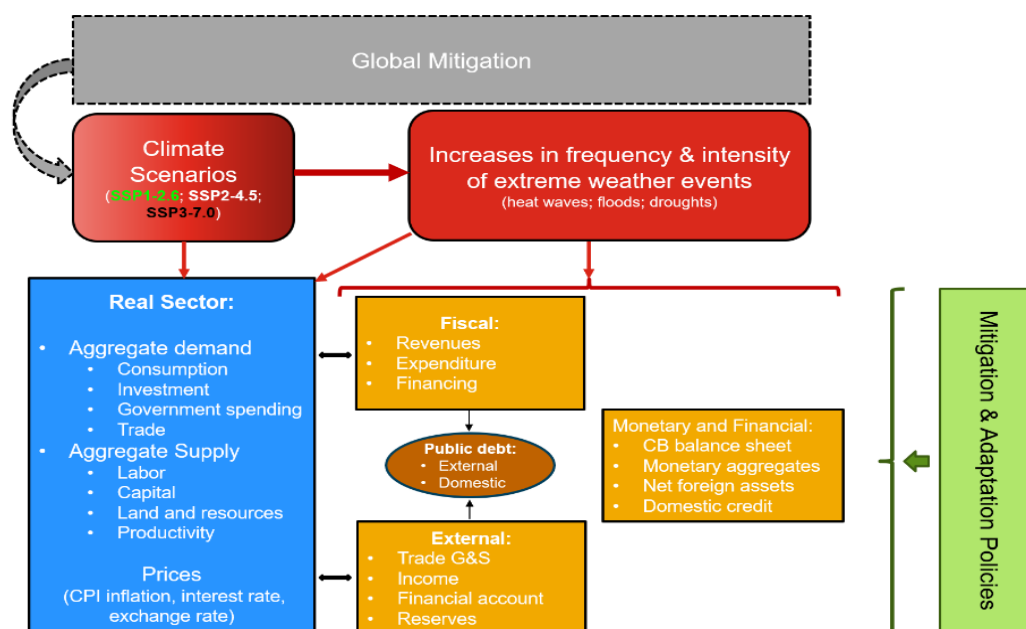 Global Mitigation
Climate
Scenarios
(SSP1-2.6; SSP2-4.5;
SSP3-7.0)
Increases in frequency & intensity
of extreme weather events
(heat waves; floods; droughts)
Real Sector:
• Aggregate demand
• Consumption
• Investment
• Government spending
• Trade
• Aggregate Supply
• Labor
• Capital
• Land and resources
• Productivity
Prices
(CPI inflation, interest rate,
exchange rate)
Fiscal:
• Revenues
• Expenditure
• Financing
Public debt:
• External
• Domestic
External:
• Trade G&S
• Income
• Financial account
• Reserves
Monetary and Financial:
• CB balance sheet
• Monetary aggregates
• Net foreign assets
• Domestic credit
Mitigation & Adaptation Policies